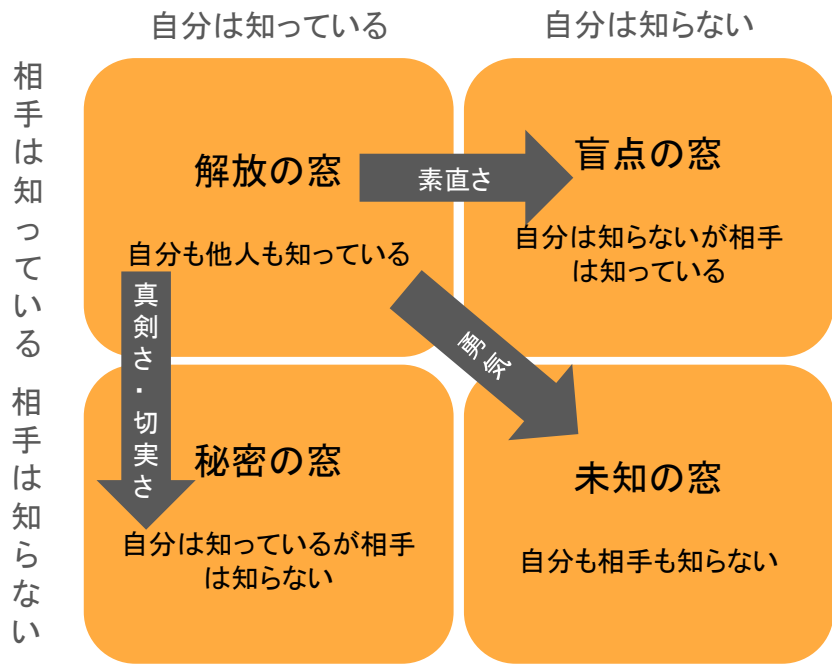 自分は知っている
自分は知らない
相手は知っている
相手は知らない
解放の窓
自分も他人も知っている
素直さ
盲点の窓
自分は知らないが相手
は知っている
真剣さ・切実さ
勇気
秘密の窓
自分は知っているが相手
は知らない
未知の窓
自分も相手も知らない